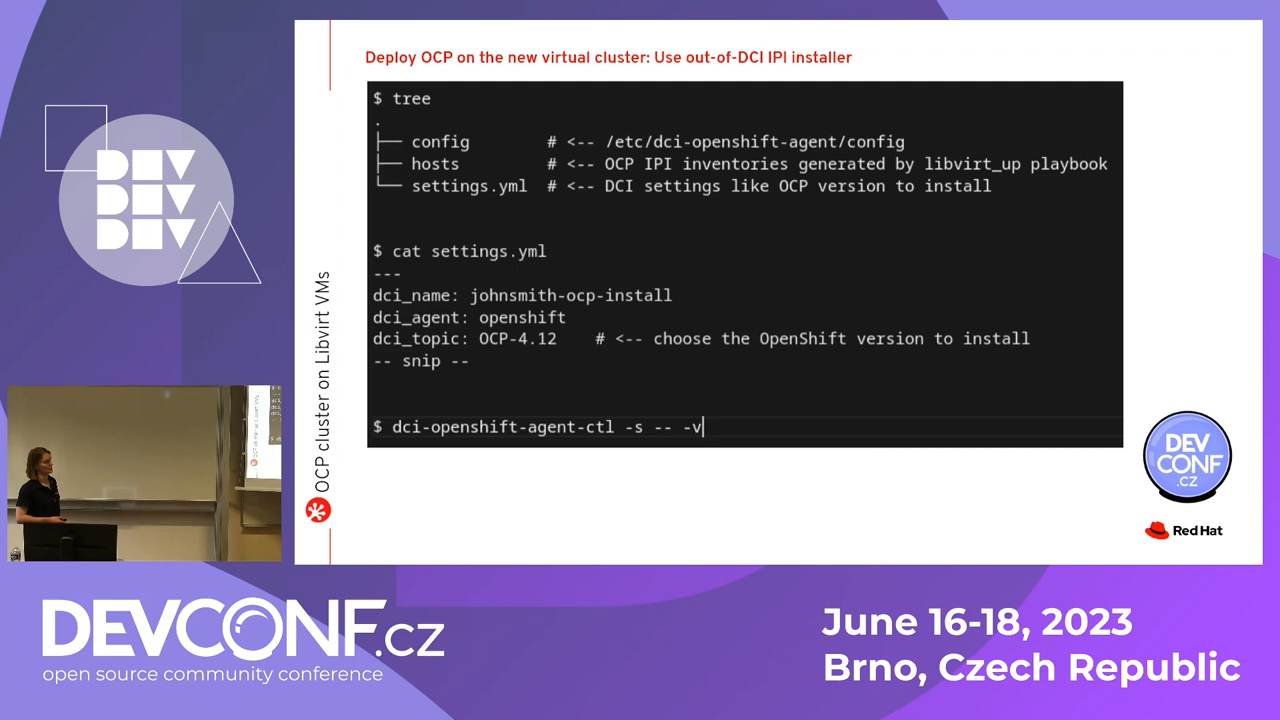 Deploy OCP on the new virtual cluster: Use out-of-DCI IPI installer
$ tree
.
├── config # <-- /etc/dci-openshift-agent/config
├── hosts # <-- OCP IPI inventories generated by libvirt_up playbook
└── settings.yml # <-- DCI settings like OCP version to install
$ cat settings.yml
---
dci_name: johnsmith-ocp-install
dci_agent: openshift
dci_topic: OCP-4.12 # <-- choose the OpenShift version to install
-- snip --
$ dci-openshift-agent-ctl -s -- -v
OCP cluster on Libvirt VMs
DEV
DEV
DEV
DEV
CONF
.CZ
Red Hat
DEVCONF.cz
open source community conference
June 16-18, 2023
Brno, Czech Republic